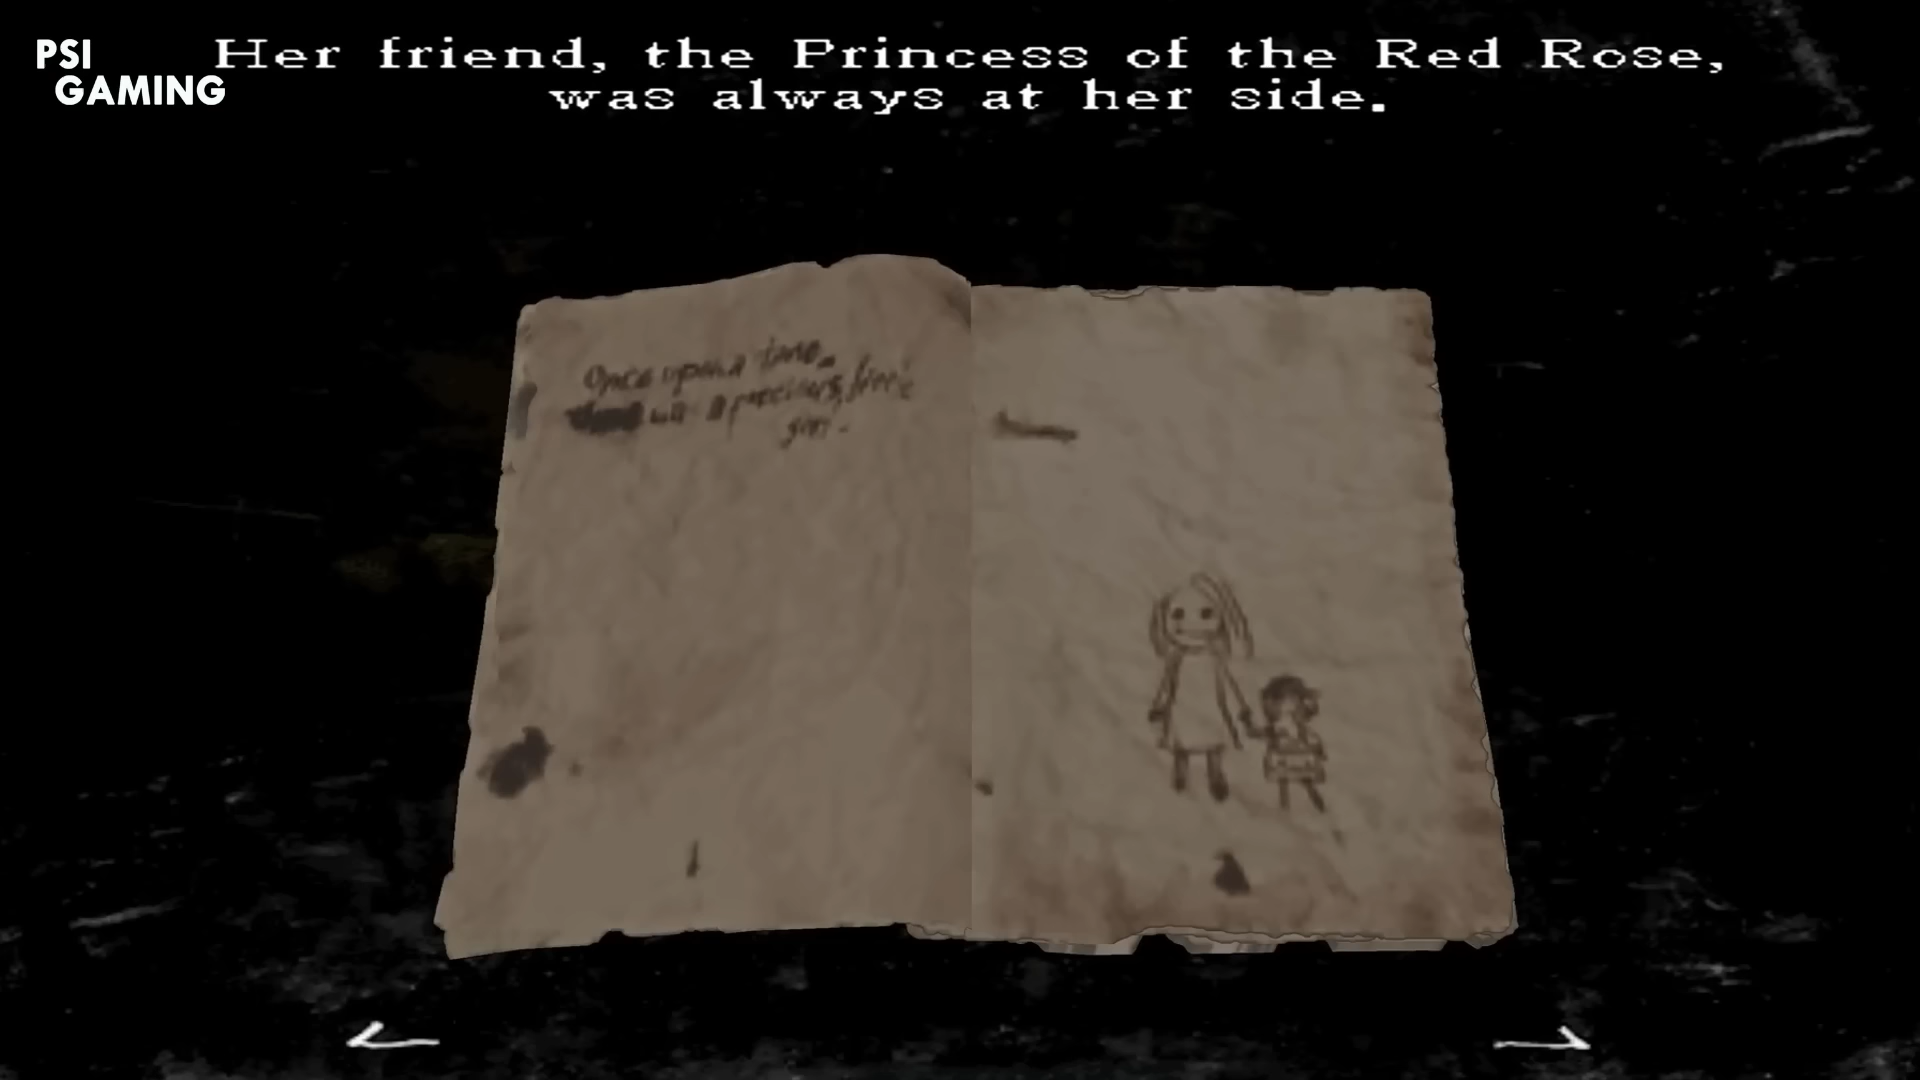 PSI
GAMING
Her friend, the Princess of the Red Rose,
was always at her side.
Once upon a time
a precious, little